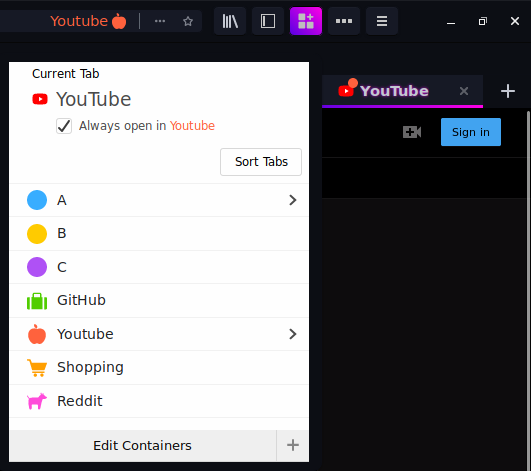 Youtube
Current Tab
YouTube
Always open in Youtube
Sort Tabs
A
B
C
GitHub
Youtube
Shopping
Reddit
Edit Containers
YouTube
Sign in